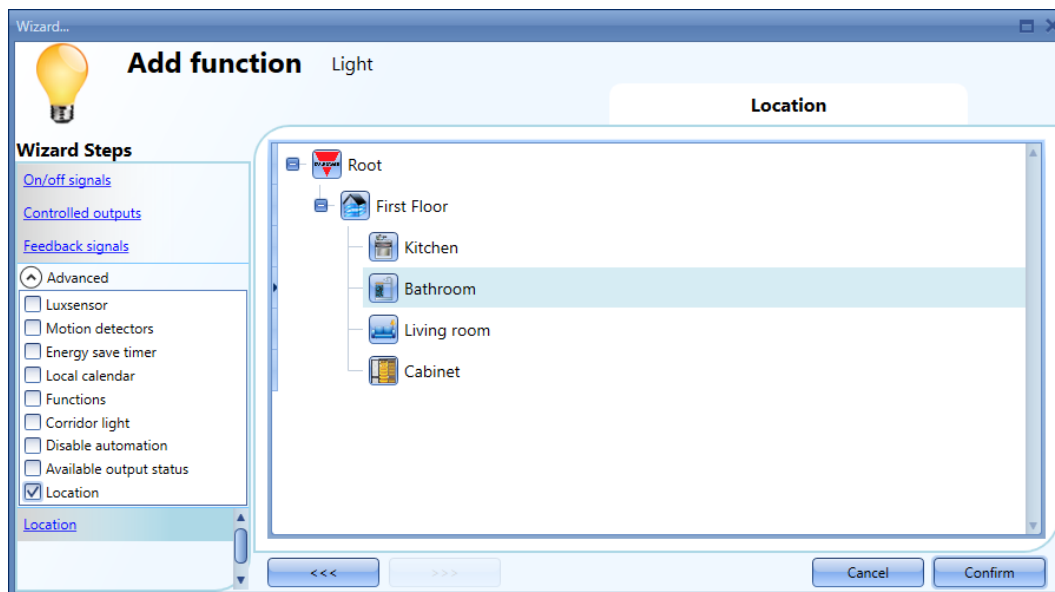 Wizard...
Add function Light
Location
Wizard Steps
On/off signals
Controlled outputs
Feedback signals
Advanced
Luxsensor
Motion detectors
Energy save timer
Local calendar
Functions
Corridor light
Disable automation
Available output status
Location
Location
Root
First Floor
Kitchen
Bathroom
Living room
Cabinet
<<< >>> Cancel Confirm